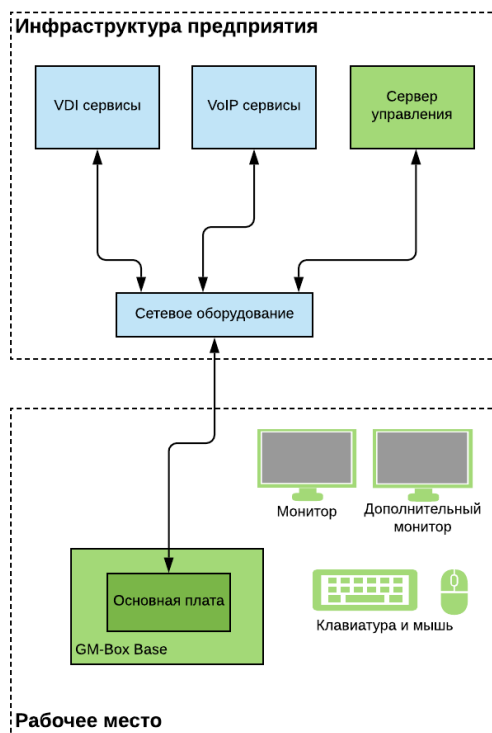 Инфраструктура предприятия
VDI сервисы
VoIP сервисы
Сервер
управления
Сетевое оборудование
Монитор
Дополнительный
монитор
Основная плата
Клавиатура и мышь
GM-Box Base
Рабочее место